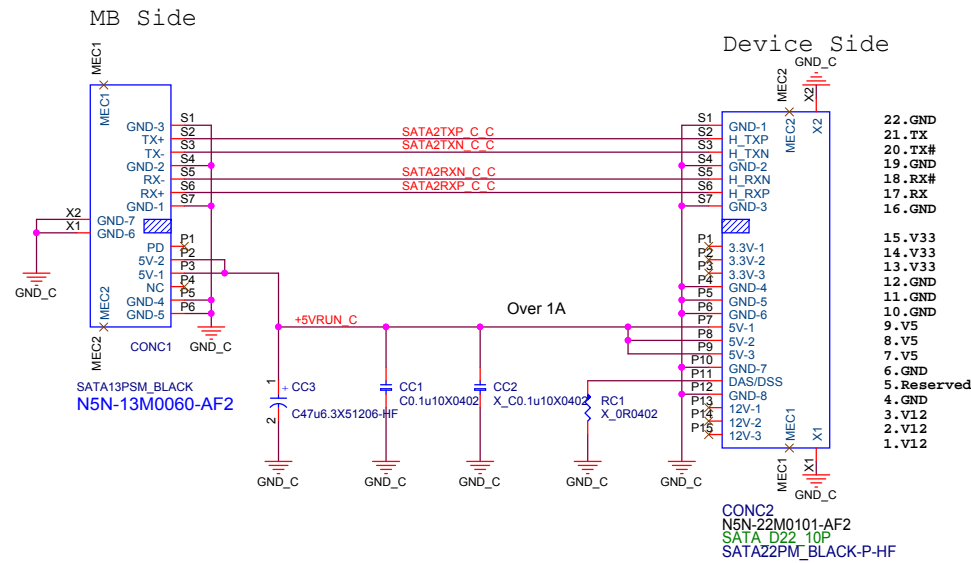 MB Side
Device Side
MEC1
MEC1
S1
GND-3
S2
TX+
S3
TX-
S4
GND-2
S5
RX-
S6
RX+
S7
GND-1
X2
GND-7
X1
GND-6
P1
PD
P2
5V-2
P3
5V-1
P4
NC
P5
GND-4
P6
GND-5
MEC2
MEC2
GND_C
GND_C
CONC1
SATA13PSM_BLACK
N5N-13M0060-AF2
SATA2TXP_C_C
SATA2TXN_C_C
SATA2RXN_C_C
SATA2RXP_C_C
+5VRUN_C
Over 1A
1
+
CC3
C47u6.3X51206-HF
2
CC1
C0.1u10X0402
CC2
X_C0.1u10X0402
RC1
X_0R0402
GND_C
GND_C
GND_C
GND_C
GND_C
GND_C
MEC2
X2
MEC2
X2
S1
GND-1
S2
H_TXP
S3
H_TXN
S4
GND-2
S5
H_RXN
S6
H_RXP
S7
GND-3
P1
3.3V-1
P2
3.3V-2
P3
3.3V-3
P4
GND-4
P5
GND-5
P6
GND-6
P7
5V-1
P8
5V-2
P9
5V-3
P10
GND-7
P11
DAS/DSS
P12
GND-8
P13
12V-1
P14
12V-2
P15
12V-3
MEC1
X1
MEC1
X1
GND_C
CONC2
N5N-22M0101-AF2
SATA_D22_10P
SATA22PM_BLACK-P-HF
22.GND
21.TX
20.TX#
19.GND
18.RX#
17.RX
16.GND
15.V33
14.V33
13.V33
12.GND
11.GND
10.GND
9.V5
8.V5
7.V5
6.GND
5.Reserved
4.GND
3.V12
2.V12
1.V12